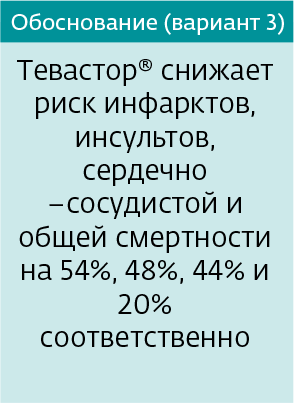 Обоснование (вариант 3)
Тевастор® снижает
риск инфарктов,
инсультов,
сердечно
–сосудистой и
общей смертности
на 54%, 48%, 44% и
20%
соответственно